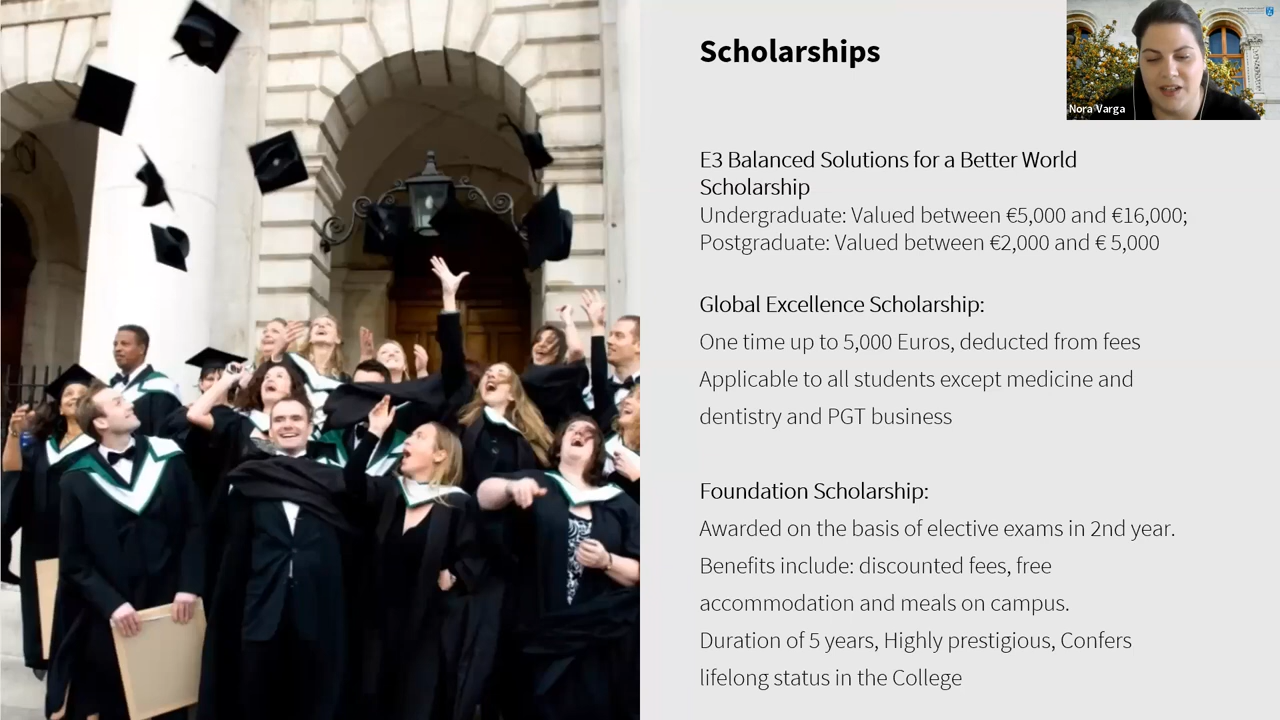 Scholarships
Nora Varga
E3 Balanced Solutions for a Better World
Scholarship
Undergraduate: Valued between €5,000 and €16,000;
Postgraduate: Valued between €2,000 and € 5,000
Global Excellence Scholarship:
One time up to 5,000 Euros, deducted from fees
Applicable to all students except medicine and
dentistry and PGT business
Foundation Scholarship:
Awarded on the basis of elective exams in 2nd year.
Benefits include: discounted fees, free
accommodation and meals on campus.
Duration of 5 years, Highly prestigious, Confers
lifelong status in the College